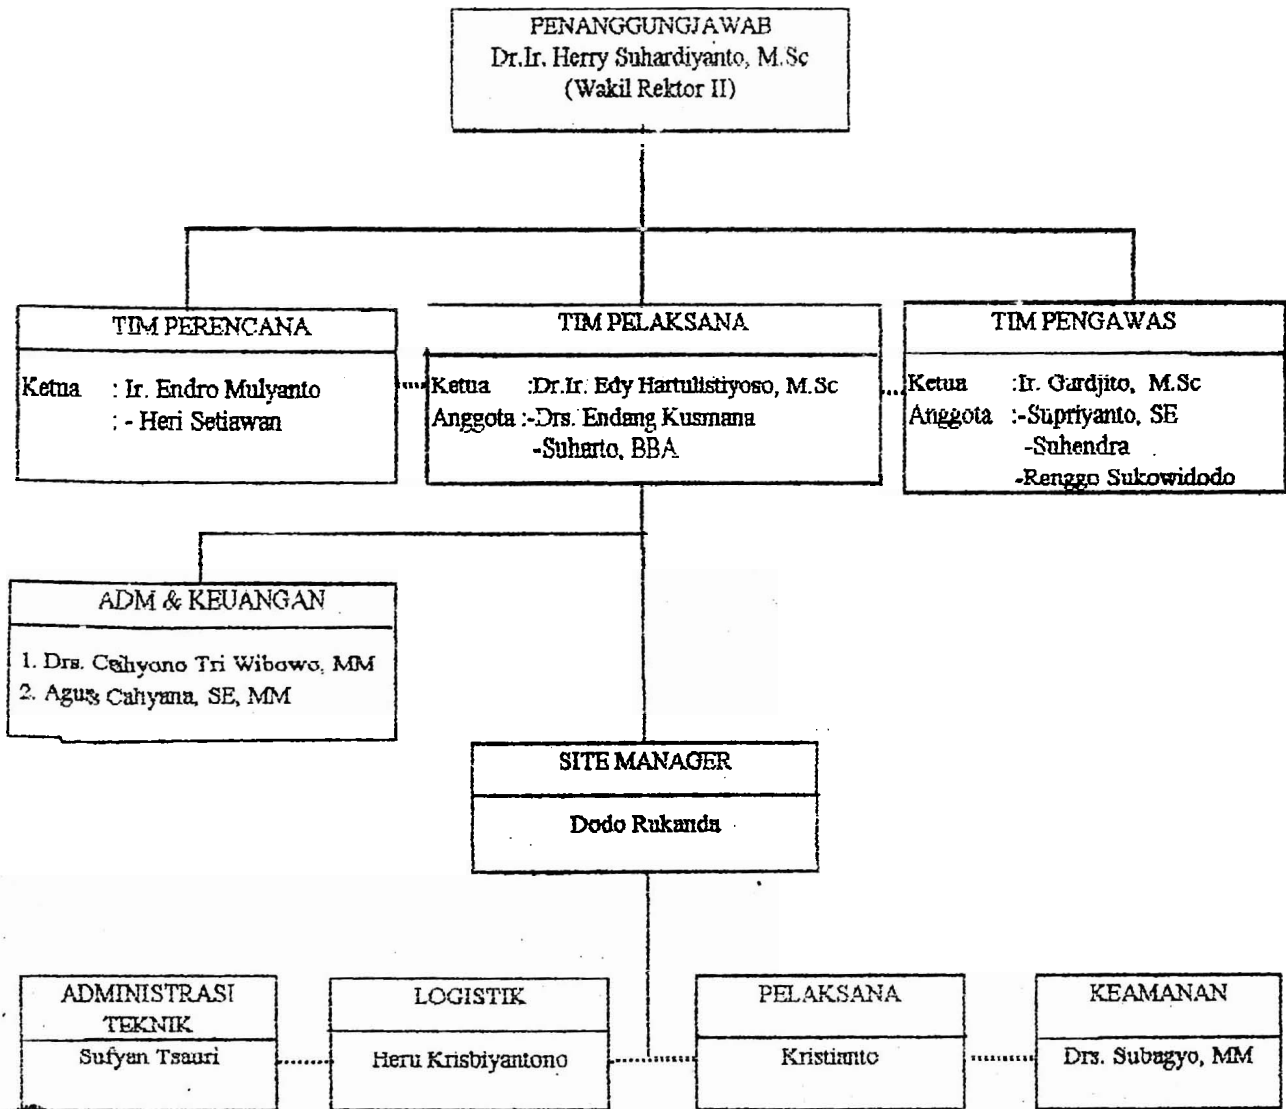 PENANGGUNGJAWAB
Dr.Ir. Herry Suhardiyanto, M.Sc
(Wakil Rektor II)
TIM PERENCANA
Ketua : Ir. Endro Mulyanto
: - Heri Setiawan
TIM PELAKSANA
Ketua :Dr.Ir. Edy Hartulistiyoso, M.Sc
Anggota :-Drs. Endang Kusmana
-Suharto, BBA
TIM PENGAWAS
Ketua :Ir. Gardjito, M.Sc
Anggota :-Supriyanto, SE
-Suhendra
-Renggo Sukowidodo
ADM & KEUANGAN
1. Drs. Cahyono Tri Wibowo, MM
2. Agus Cahyana, SE, MM
SITE MANAGER
Dodo Rukanda
ADMINISTRASI
TEKNIK
Sufyan Tsauri
LOGISTIK
Heru Krisbiyantono
PELAKSANA
Kristianto
KEAMANAN
Drs. Subagyo, MM